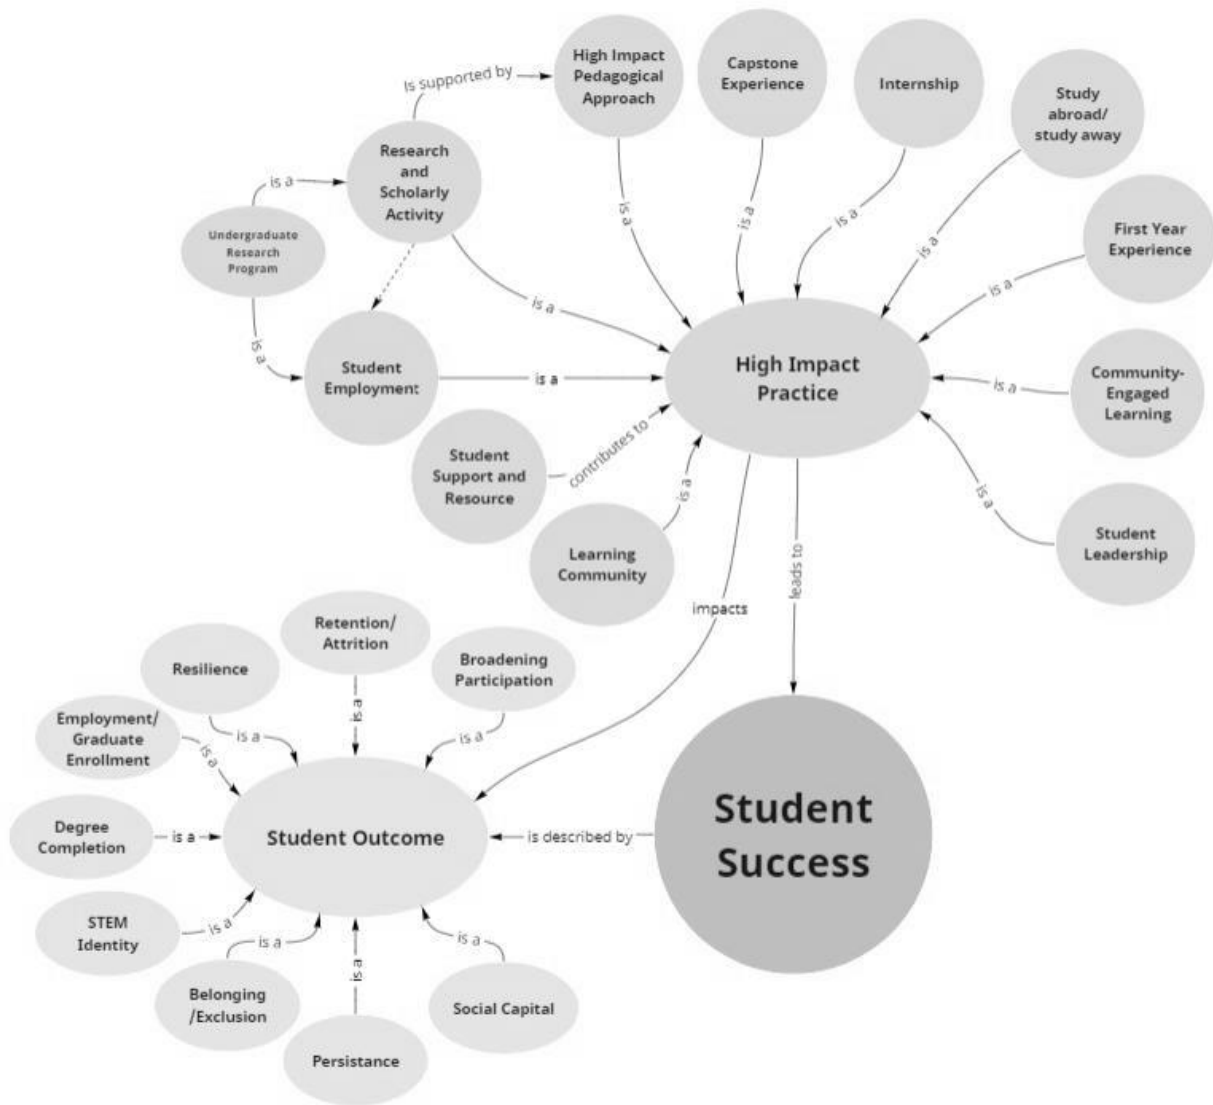 High Impact
Pedagogical
Approach
Capstone
Experience
Internship
Study
abroad/
study away
Is supported by
Research
and
Scholarly
Activity
is a
Undergraduate
Research
Program
is a
is a
is a
is a
is a
First Year
Experience
is a
is a
is a
Student
Employment
is a
High Impact
Practice
is a
Community-
Engaged
Learning
Student
Support and
Resource
contributes to
is a
Learning
Community
is a
Student
Leadership
impacts
leads to
Retention/
Attrition
Resilience
Broadening
Participation
Employment/
Graduate
Enrollment
is a
is a
is a
is a
Degree
Completion
is a
Student Outcome
is described by
Student
Success
STEM
Identity
is a
is a
is a
is a
Belonging
/Exclusion
Social Capital
Persistance